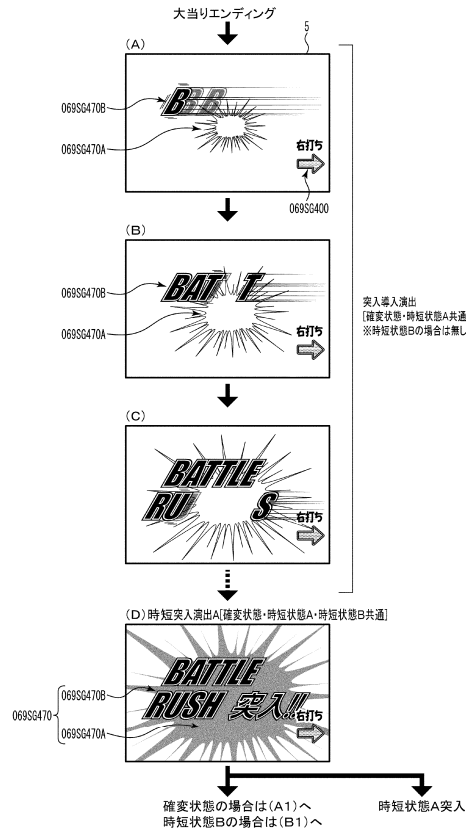 大当りエンディング
(A)
5
B B B
069SG470B
069SG470A
右打ち
069SG400
(B)
BAT T
069SG470B
069SG470A
右打ち
突入導入演出
[確変状態・時短状態A共通
※時短状態Bの場合は無し
(C)
BATTLE
RU S
右打ち
(D)時短突入演出A[確変状態・時短状態A・時短状態B共通]
BATTLE
RUSH 突入!!
069SG470B
069SG470
069SG470A
右打ち
確変状態の場合は(A1)へ
時短状態Bの場合は(B1)へ
時短状態A突入